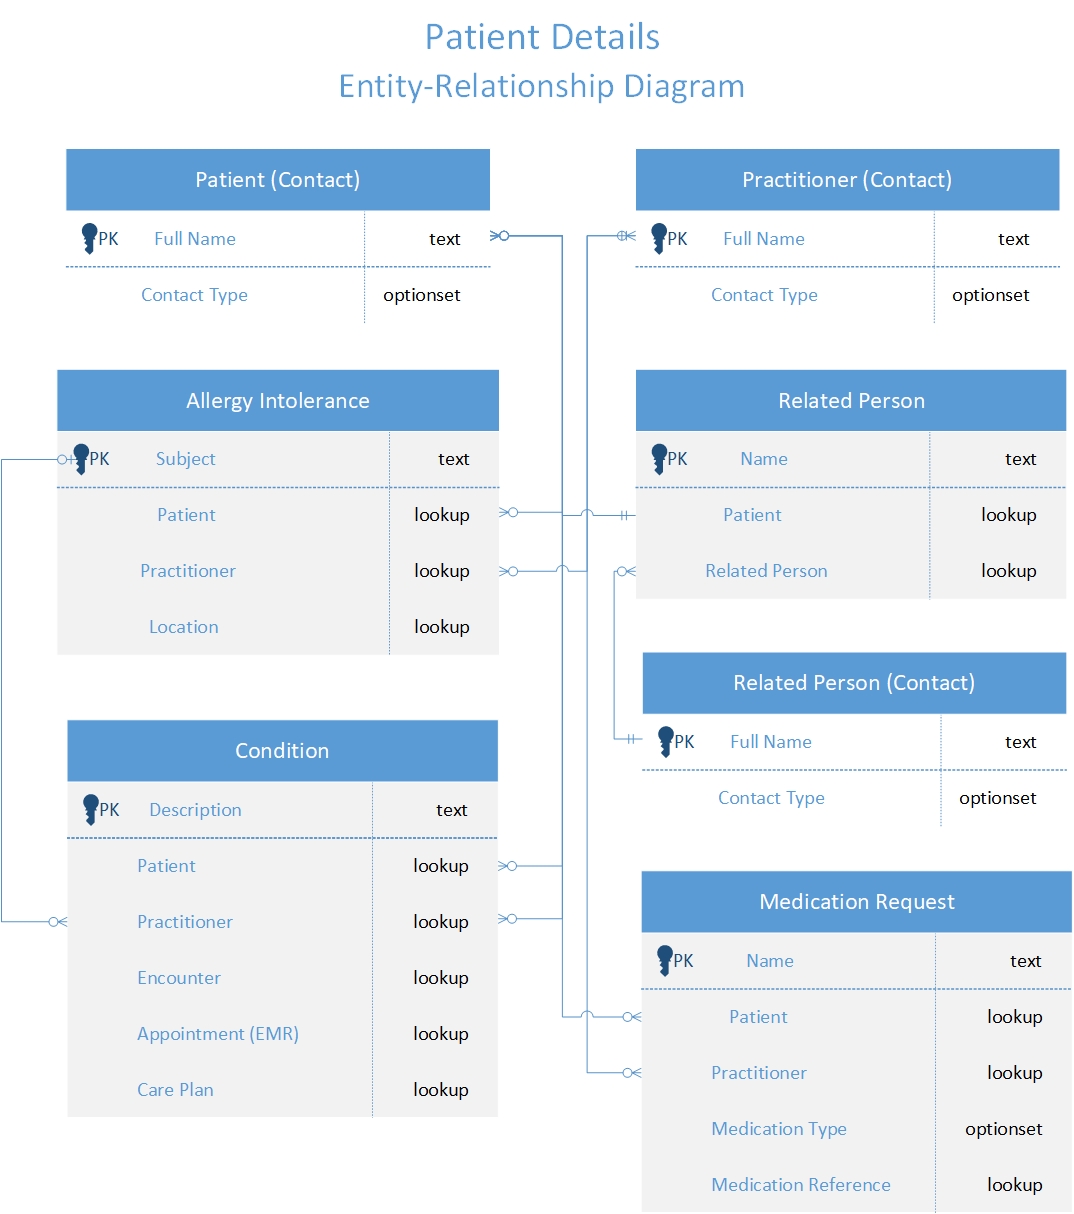 Patient Details
Entity-Relationship Diagram
Patient (Contact)
PK Full Name text
Contact Type optionset
Practitioner (Contact)
PK Full Name text
Contact Type optionset
Allergy Intolerance
PK Subject text
Patient lookup
Practitioner lookup
Location lookup
Related Person
PK Name text
Patient lookup
Related Person lookup
Related Person (Contact)
PK Full Name text
Contact Type optionset
Condition
PK Description text
Patient lookup
Practitioner lookup
Encounter lookup
Appointment (EMR) lookup
Care Plan lookup
Medication Request
PK Name text
Patient lookup
Practitioner lookup
Medication Type optionset
Medication Reference lookup